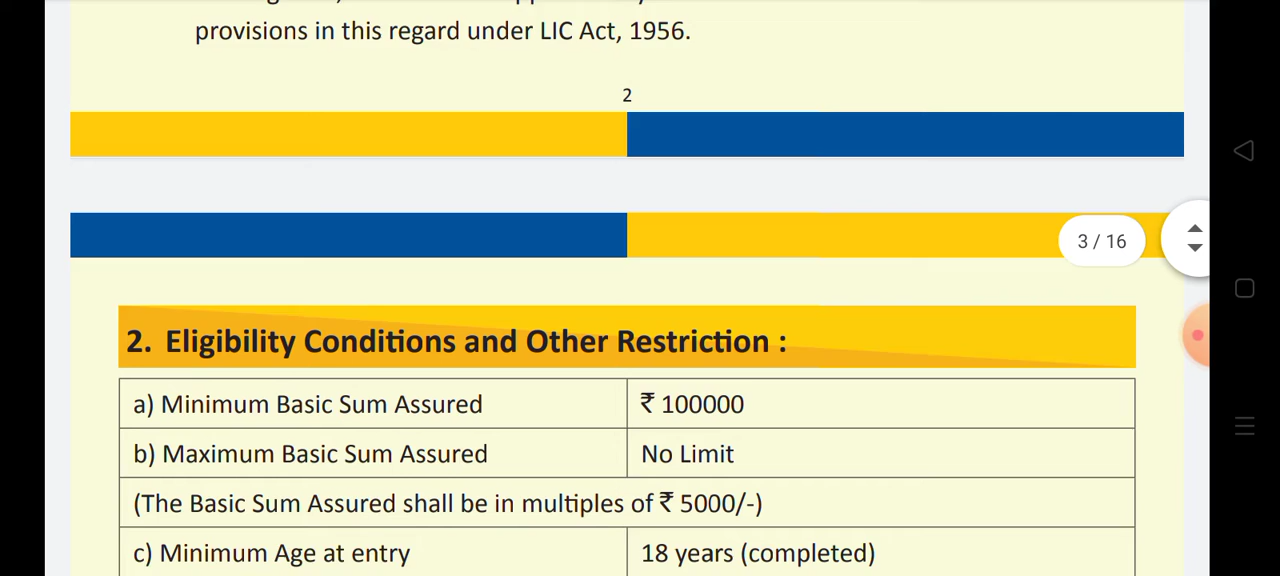 provisions in this regard under LIC Act, 1956.
2
3 / 16
2. Eligibility Conditions and Other Restriction :
a) Minimum Basic Sum Assured ₹ 100000
b) Maximum Basic Sum Assured No Limit
(The Basic Sum Assured shall be in multiples of ₹ 5000/-)
c) Minimum Age at entry 18 years (completed)